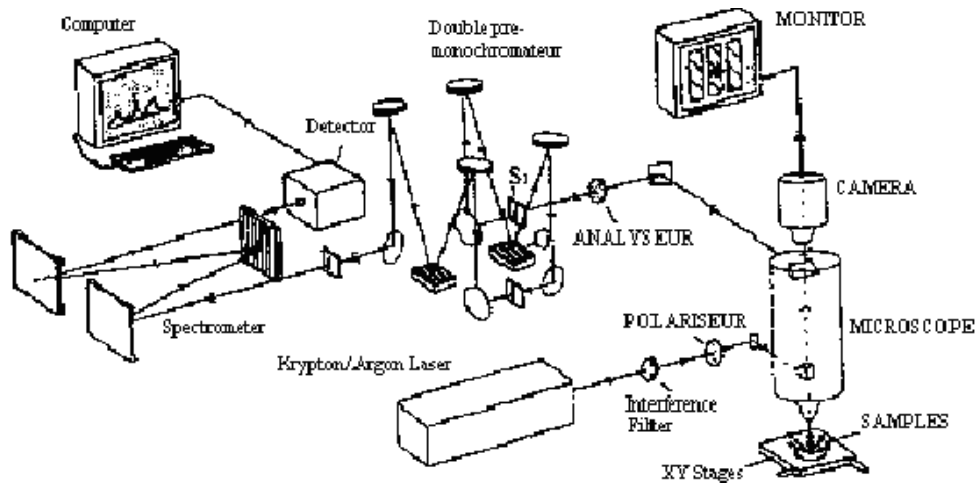 Computer
Double pre-
monochromateur
MONITOR
Detector
S1
CAMERA
ANALYSEUR
Spectrometer
POLARISEUR
MICROSCOPE
Krypton/Argon Laser
Interference
Filter
SAMPLES
XY Stages